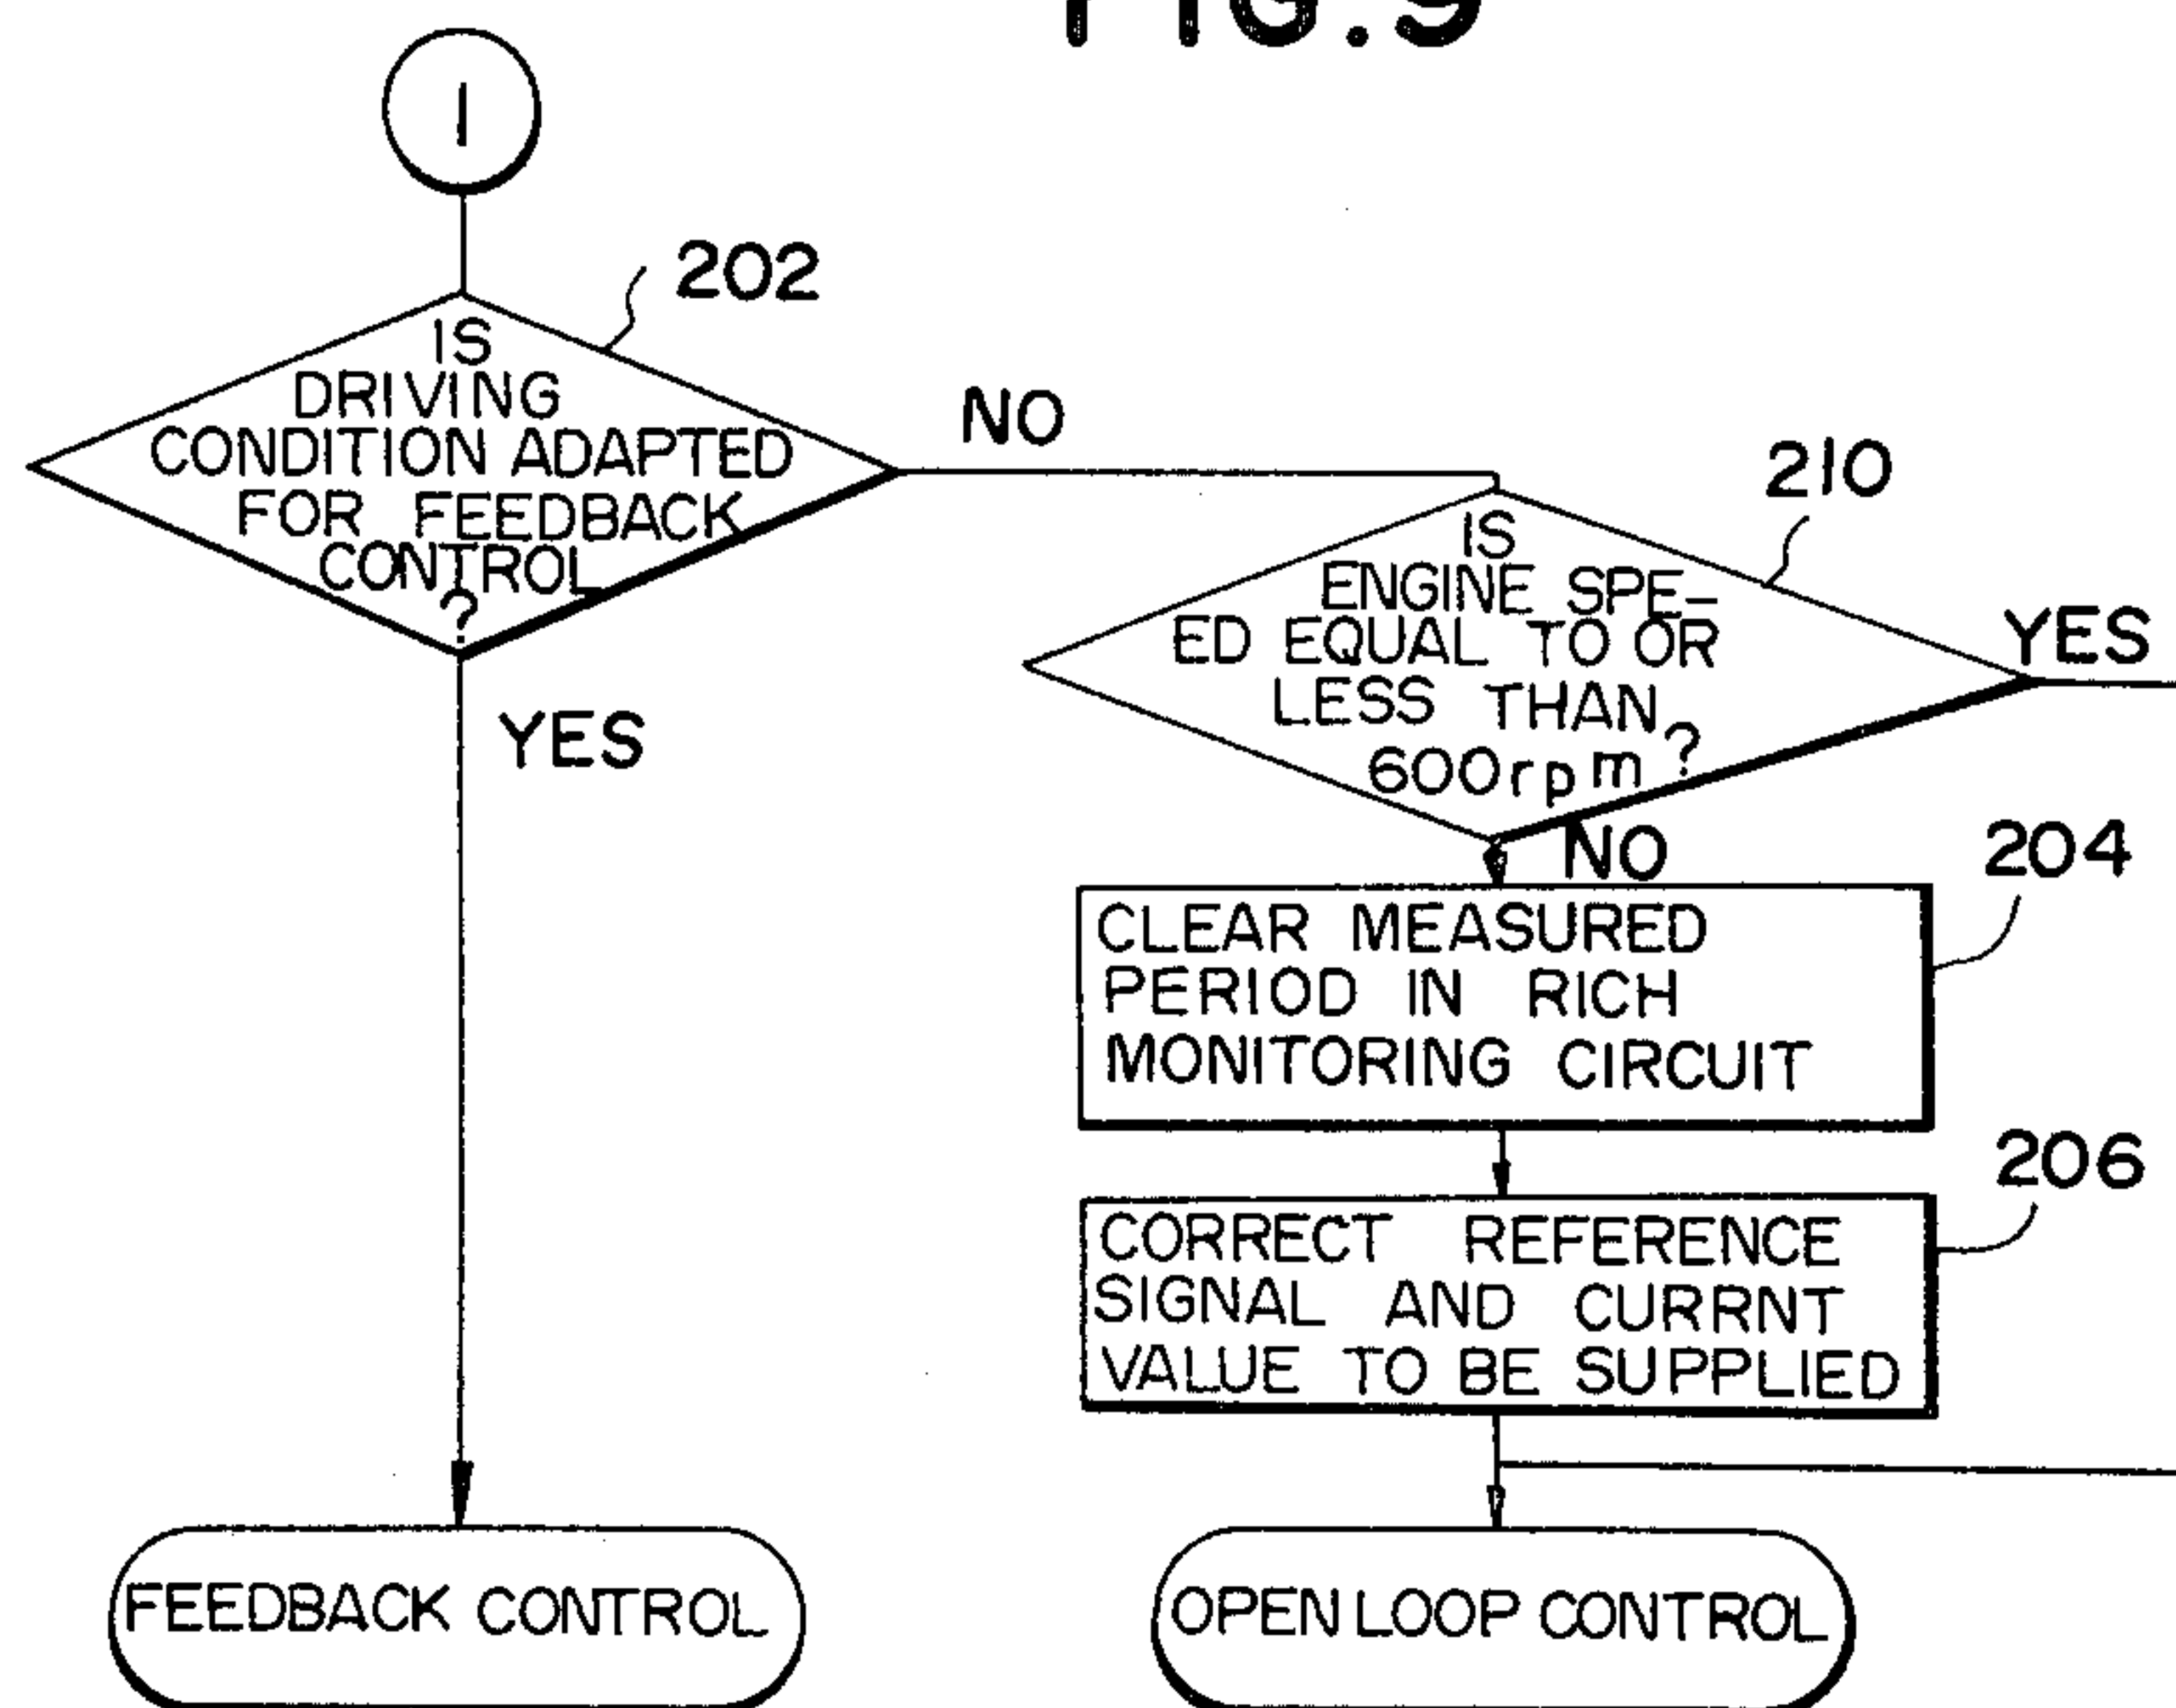 FIG.9
1
202
IS
DRIVING
CONDITION ADAPTED
FOR FEEDBACK
CONTROL
?
NO
YES
210
IS
ENGINE SPE-
ED EQUAL TO OR
LESS THAN
600rpm?
YES
NO
204
CLEAR MEASURED
PERIOD IN RICH
MONITORING CIRCUIT
206
CORRECT REFERENCE
SIGNAL AND CURRNT
VALUE TO BE SUPPLIED
FEEDBACK CONTROL
OPEN LOOP CONTROL